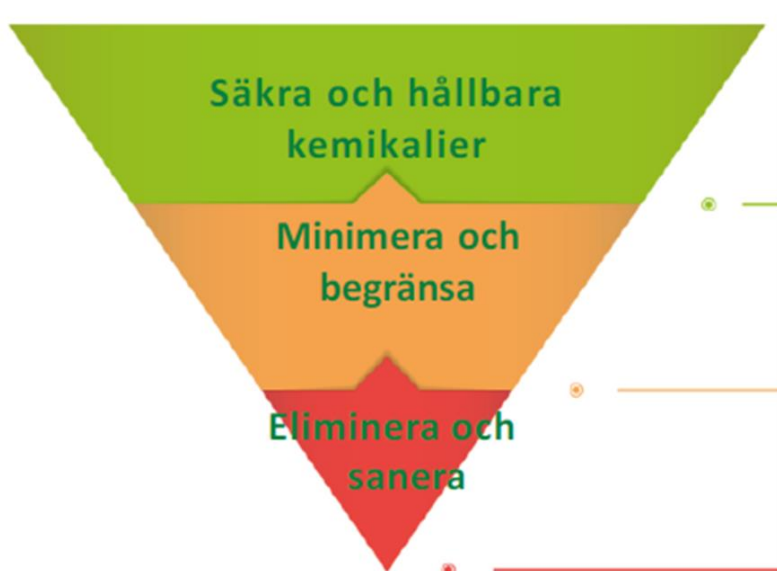 Säkra och hållbara
kemikalier
Minimera och
begränsa
Eliminera och
sanera